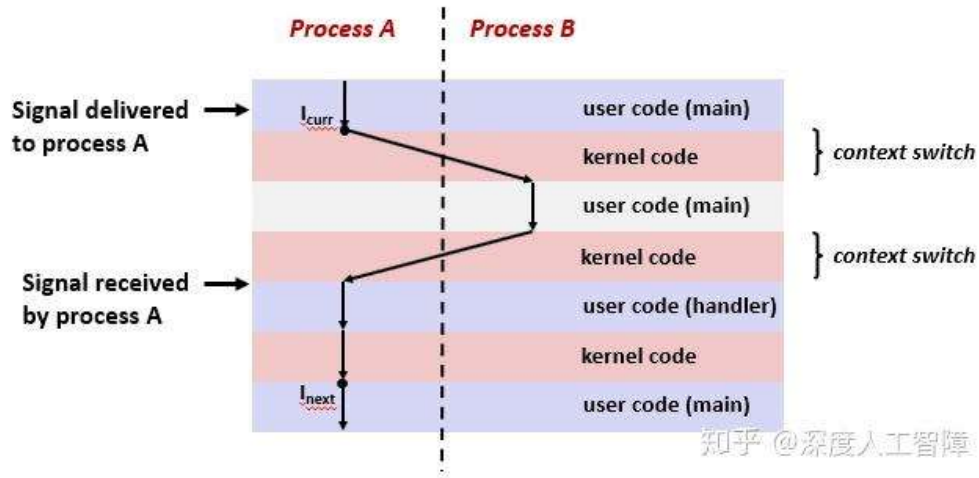 Process A
Process B
Signal delivered
to process A
I_curr
user code (main)
kernel code
context switch
user code (main)
kernel code
context switch
Signal received
by process A
user code (handler)
kernel code
I_next
user code (main)
知乎 @深度人工智障